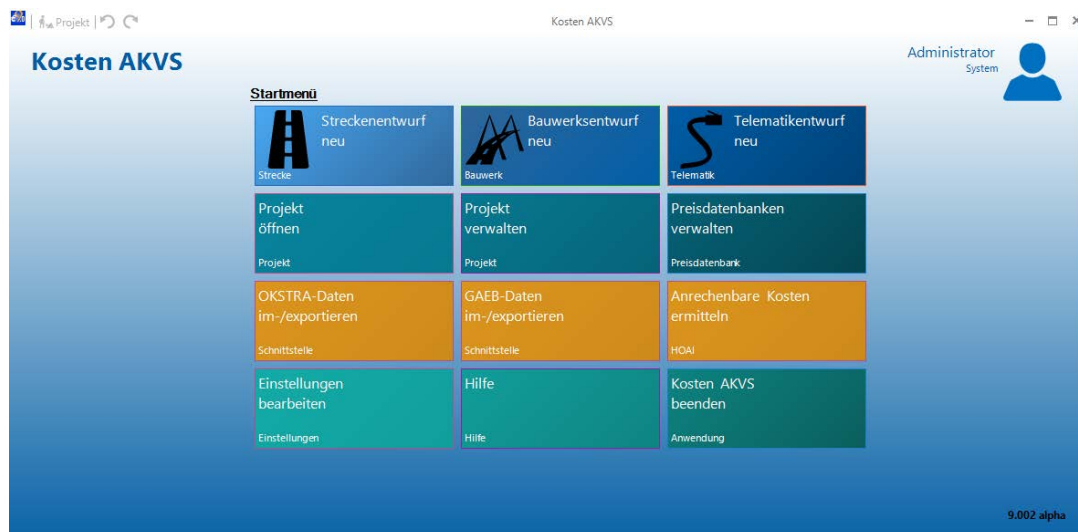 Projekt
Kosten AKVS
Kosten AKVS
Administrator
System
Startmenü
Streckenentwurf
neu
Strecke
Bauwerksentwurf
neu
Bauwerk
Telematikentwurf
neu
Telematik
Projekt
öffnen
Projekt
Projekt
verwalten
Projekt
Preisdatenbanken
verwalten
Preisdatenbank
OKSTRA-Daten
im-/exportieren
Schnittstelle
GAEB-Daten
im-/exportieren
Schnittstelle
Anrechenbare Kosten
ermitteln
HOAI
Einstellungen
bearbeiten
Einstellungen
Hilfe
Hilfe
Kosten AKVS
beenden
Anwendung
9.002 alpha